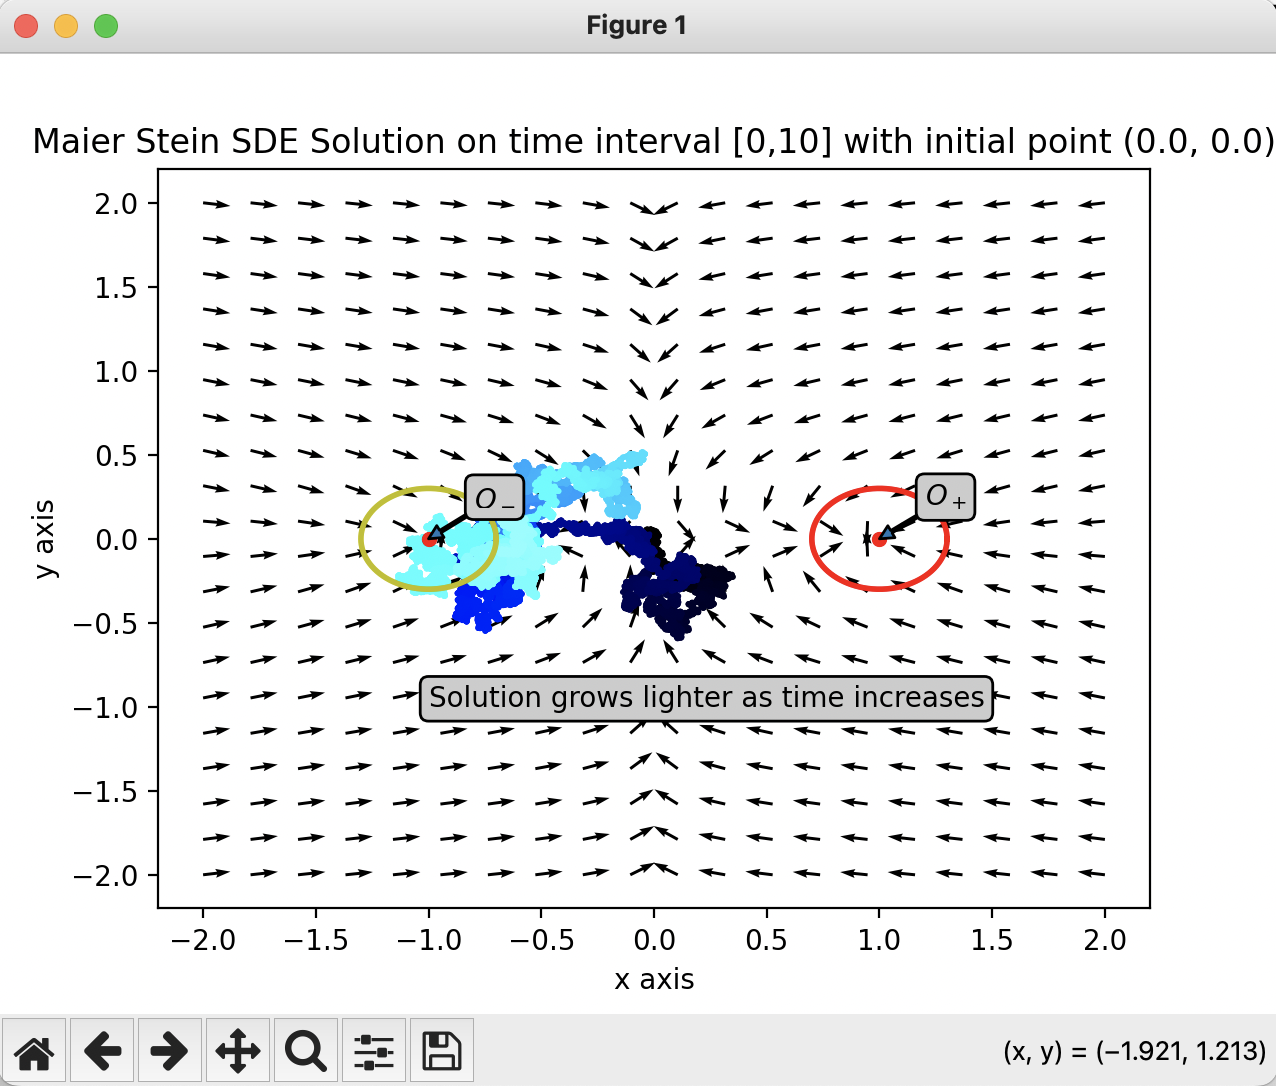 Figure 1
Maier Stein SDE Solution on time interval [0,10] with initial point (0.0, 0.0)
2.0
1.5
1.0
0.5
0.0
−0.5
−1.0
−1.5
−2.0
y axis
O−
O+
Solution grows lighter as time increases
−2.0 −1.5 −1.0 −0.5 0.0 0.5 1.0 1.5 2.0
x axis
(x, y) = (−1.921, 1.213)